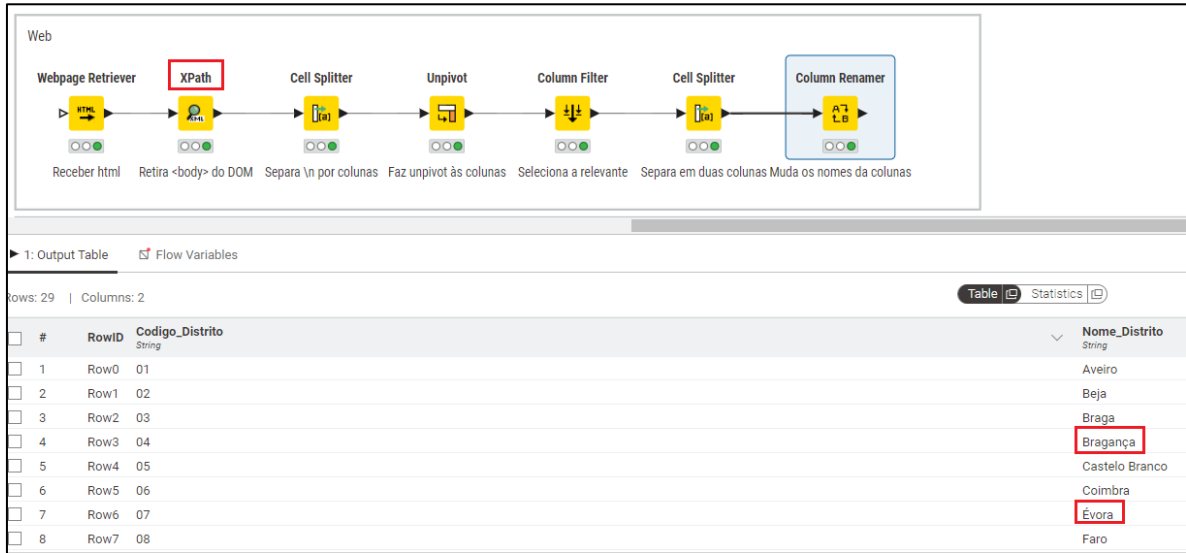 Web
Webpage Retriever XPath Cell Splitter Unpivot Column Filter Cell Splitter Column Renamer
HTML XML [a] [a] A B
Receber html Retira <body> do DOM Separa \n por colunas Faz unpivot às colunas Seleciona a relevante Separa em duas colunas Muda os nomes da colunas
1: Output Table Flow Variables
Rows: 29 | Columns: 2 Table Statistics
# RowID Codigo_Distrito Nome_Distrito
String String
1 Row0 01 Aveiro
2 Row1 02 Beja
3 Row2 03 Braga
4 Row3 04 Bragança
5 Row4 05 Castelo Branco
6 Row5 06 Coimbra
7 Row6 07 Évora
8 Row7 08 Faro